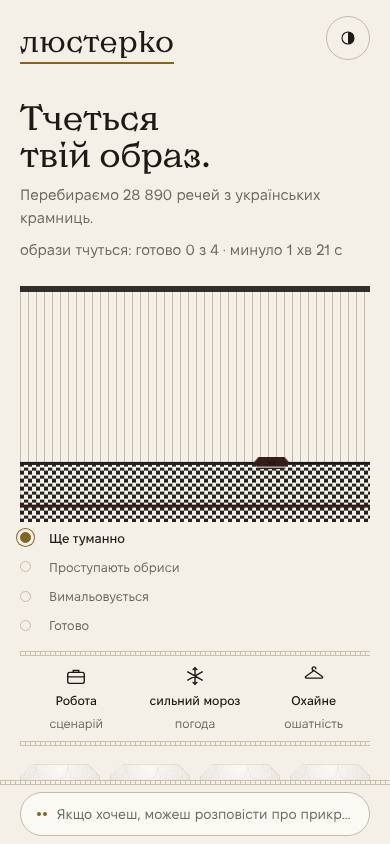 люстерко
Тчеться
твій образ.
Перебираємо 28 890 речей з українських
крамниць.
образи тчуться: готово 0 з 4 · минуло 1 хв 21 с
Ще туманно
Проступають обриси
Вимальовується
Готово
Робота
сценарій
сильний мороз
погода
Охайне
ошатність
Якщо хочеш, можеш розповісти про прикр...